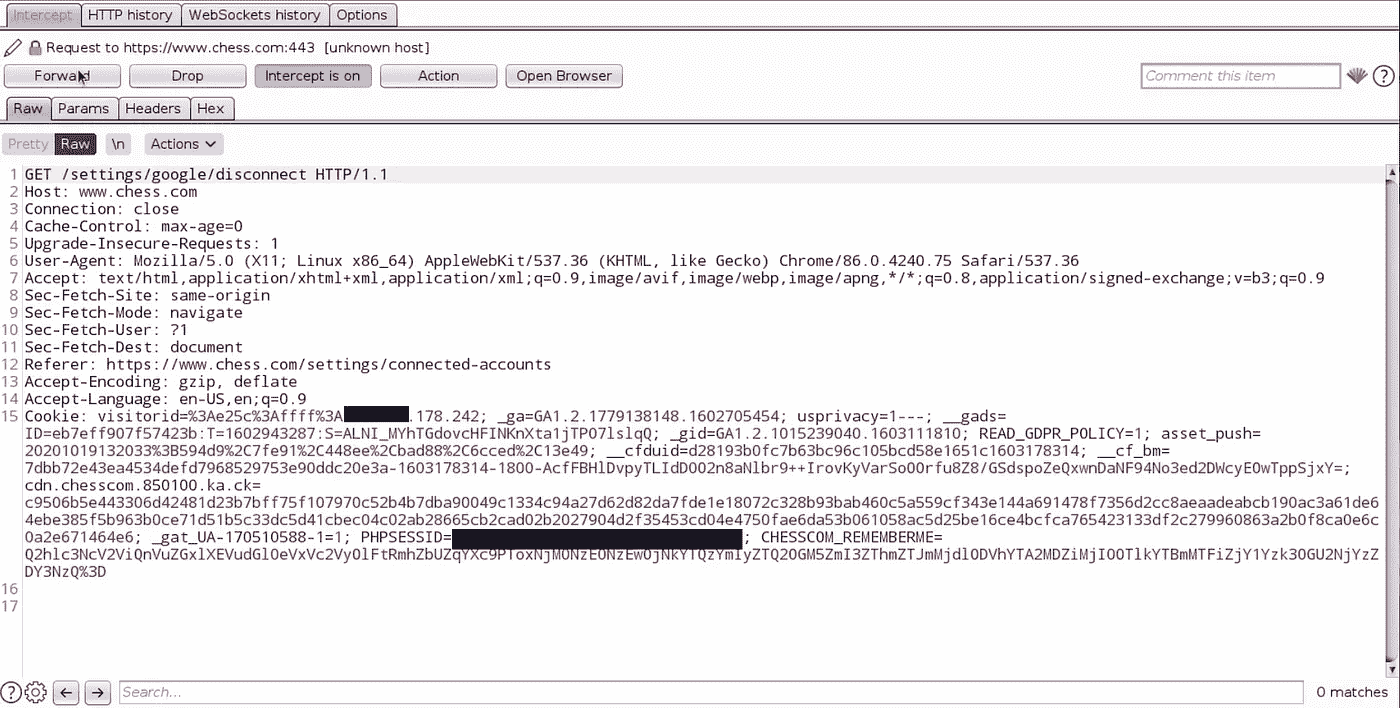 Intercept HTTP history WebSockets history Options
Request to https://www.chess.com:443 [unknown host]
Forward Drop Intercept is on Action Open Browser Comment this item ?
Raw Params Headers Hex
Pretty Raw \n Actions
1 GET /settings/google/disconnect HTTP/1.1
2 Host: www.chess.com
3 Connection: close
4 Cache-Control: max-age=0
5 Upgrade-Insecure-Requests: 1
6 User-Agent: Mozilla/5.0 (X11; Linux x86_64) AppleWebKit/537.36 (KHTML, like Gecko) Chrome/86.0.4240.75 Safari/537.36
7 Accept: text/html,application/xhtml+xml,application/xml;q=0.9,image/avif,image/webp,image/apng,*/*;q=0.8,application/signed-exchange;v=b3;q=0.9
8 Sec-Fetch-Site: same-origin
9 Sec-Fetch-Mode: navigate
10 Sec-Fetch-User: ?1
11 Sec-Fetch-Dest: document
12 Referer: https://www.chess.com/settings/connected-accounts
13 Accept-Encoding: gzip, deflate
14 Accept-Language: en-US,en;q=0.9
15 Cookie: visitorid=%3Ae25c%3Affff%3A .178.242; _ga=GA1.2.1779138148.1602705454; usprivacy=1---; __gads=
ID=eb7eff907f57423b:T=1602943287:S=ALNI_MYhTGdovcHFINKnXta1jTP07lslqQ; _gid=GA1.2.1015239040.1603111810; READ_GDPR_POLICY=1; asset_push=
20201019132033%3B594d9%2C7fe91%2C448ee%2Cbad88%2C6cced%2C13e49; __cfduid=d28193b0fc7b63bc96c105bcd58e1651c1603178314; __cf_bm=
cdn.chesscom.850100.ka.ck=
_gat_UA-170510588-1=1; PHPSESSID= ; CHESSCOM_REMEMBERME=
DY3NzQ%3D
16
17
? Search... 0 matches